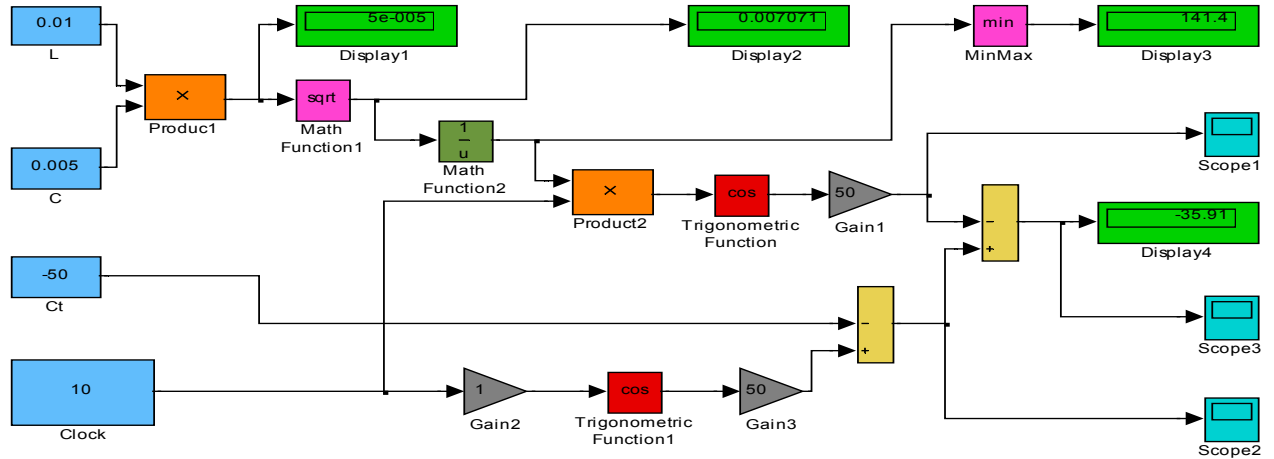 0.01
L
5e-005
Display1
0.007071
Display2
min
MinMax
141.4
Display3
×
Produc1
sqrt
Math
Function1
1
u
Math
Function2
0.005
C
×
Product2
cos
Trigonometric
Function
50
Gain1
Scope1
-
+
-35.91
Display4
-50
Ct
-
+
Scope3
10
Clock
1
Gain2
cos
Trigonometric
Function1
50
Gain3
Scope2